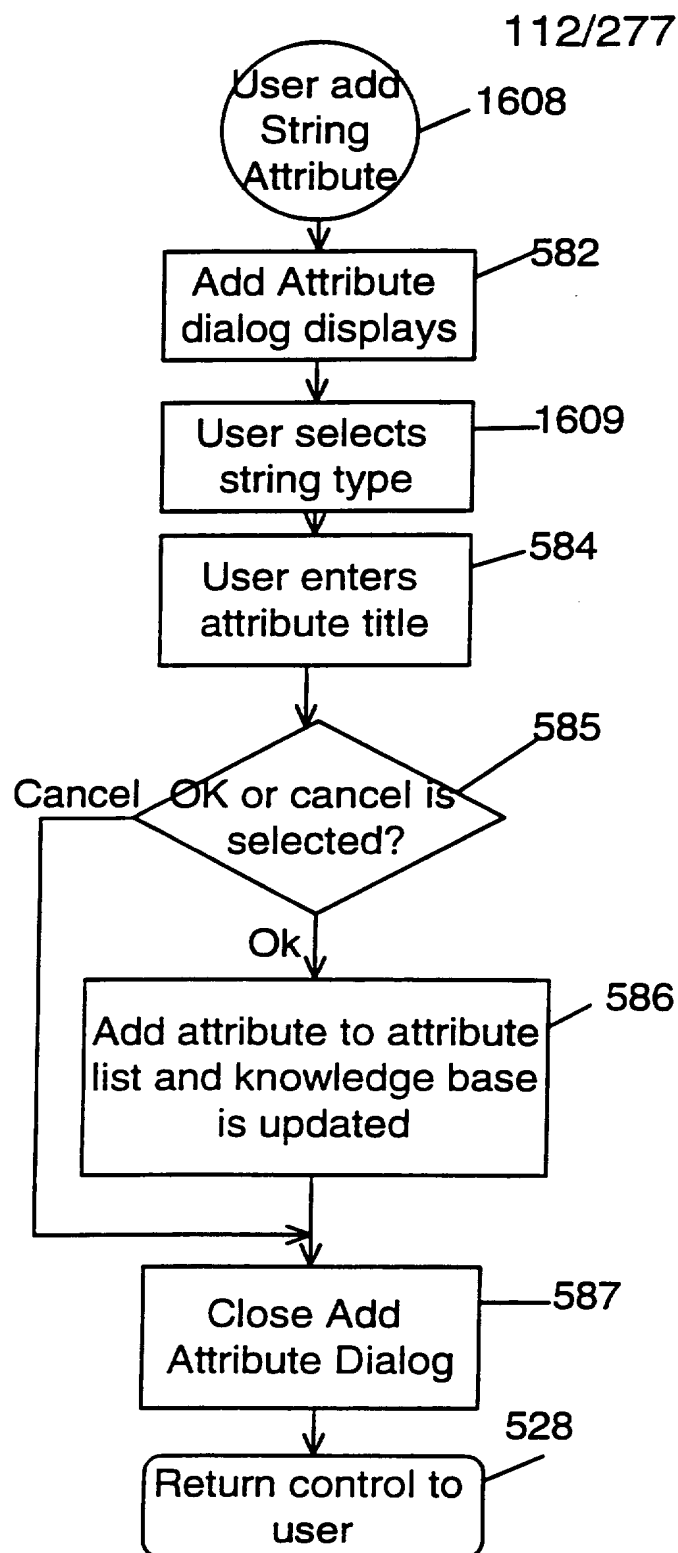 112/277
User add
String
Attribute
1608
582
Add Attribute
dialog displays
1609
User selects
string type
584
User enters
attribute title
585
Cancel
OK or cancel is
selected?
Ok
586
Add attribute to attribute
list and knowledge base
is updated
587
Close Add
Attribute Dialog
528
Return control to
user